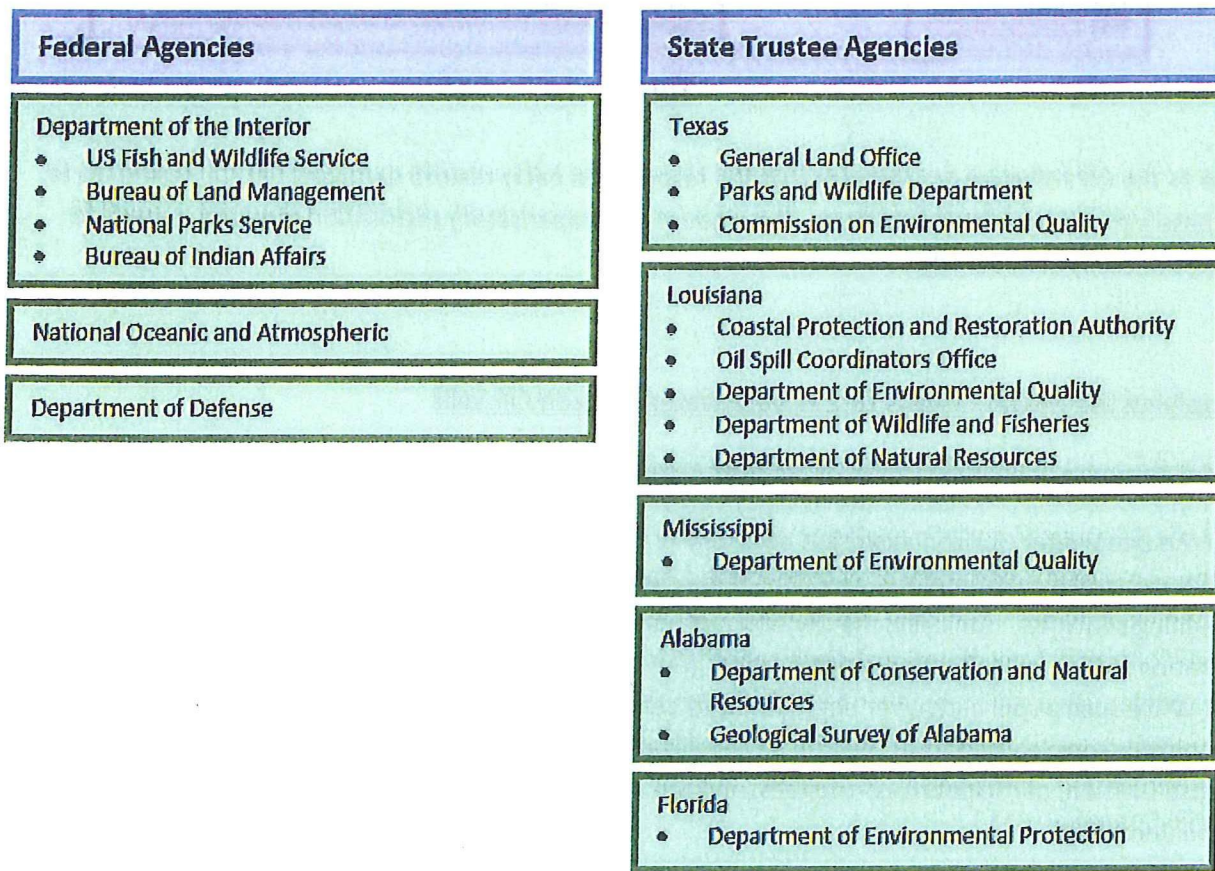 Federal Agencies
Department of the Interior
• US Fish and Wildlife Service
• Bureau of Land Management
• National Parks Service
• Bureau of Indian Affairs
National Oceanic and Atmospheric
Department of Defense
State Trustee Agencies
Texas
• General Land Office
• Parks and Wildlife Department
• Commission on Environmental Quality
Louisiana
• Coastal Protection and Restoration Authority
• Oil Spill Coordinators Office
• Department of Environmental Quality
• Department of Wildlife and Fisheries
• Department of Natural Resources
Mississippi
• Department of Environmental Quality
Alabama
• Department of Conservation and Natural
Resources
• Geological Survey of Alabama
Florida
• Department of Environmental Protection